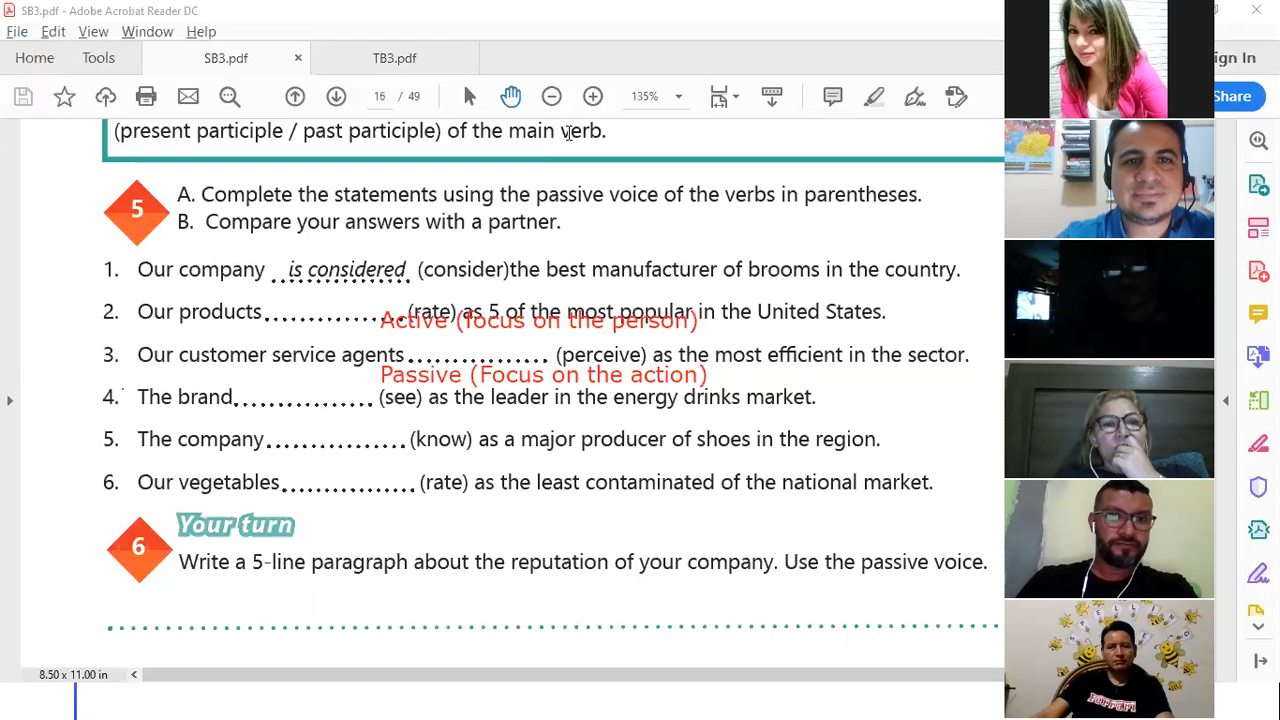 SB3.pdf - Adobe Acrobat Reader DC
File Edit View Window Help
Home Tools SB3.pdf × TB3.pdf Sign In
16 / 49 135% Share
(present participle / past participle) of the main verb.
5 A. Complete the statements using the passive voice of the verbs in parentheses.
B. Compare your answers with a partner.
1. Our company is considered (consider)the best manufacturer of brooms in the country.
2. Our products.............. (rate) as 5 of the most popular in the United States.
Active (focus on the person)
3. Our customer service agents .............. (perceive) as the most efficient in the sector.
Passive (Focus on the action)
4. The brand.............. (see) as the leader in the energy drinks market.
5. The company.............. (know) as a major producer of shoes in the region.
6. Our vegetables.............. (rate) as the least contaminated of the national market.
6 Your turn
Write a 5-line paragraph about the reputation of your company. Use the passive voice.
8.50 x 11.00 in